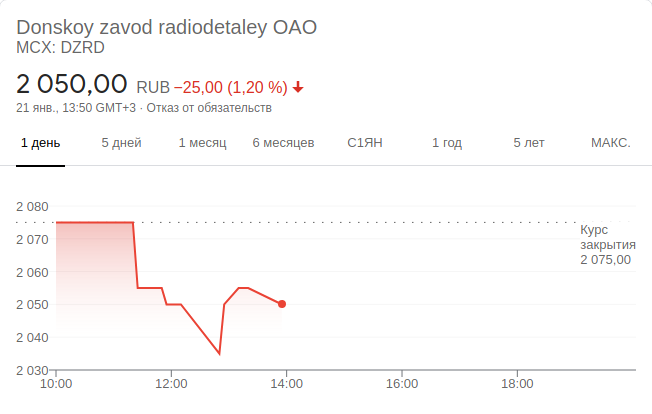 Donskoy zavod radiodetaley OAO
MCX: DZRD
2 050,00 RUB −25,00 (1,20 %)
21 янв., 13:50 GMT+3 · Отказ от обязательств
1 день 5 дней 1 месяц 6 месяцев С1ЯН 1 год 5 лет МАКС.
2 080
2 070
2 060
2 050
2 040
2 030
Курс
закрытия
2 075,00
10:00 12:00 14:00 16:00 18:00